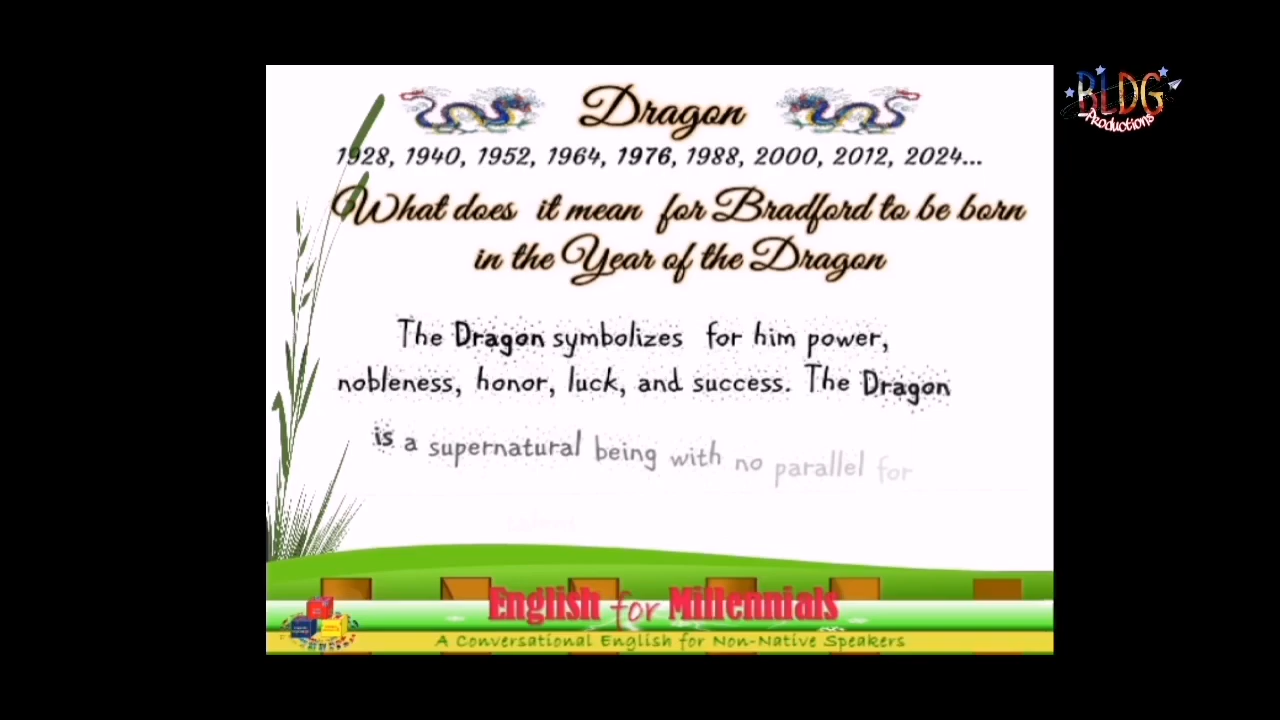 Dragon
1928, 1940, 1952, 1964, 1976, 1988, 2000, 2012, 2024...
What does it mean for Bradford to be born
in the Year of the Dragon
The Dragon symbolizes for him power,
nobleness, honor, luck, and success. The Dragon
is a supernatural being with no parallel for
English for Millennials
A Conversational English for Non-Native Speakers
BLDG
Productions